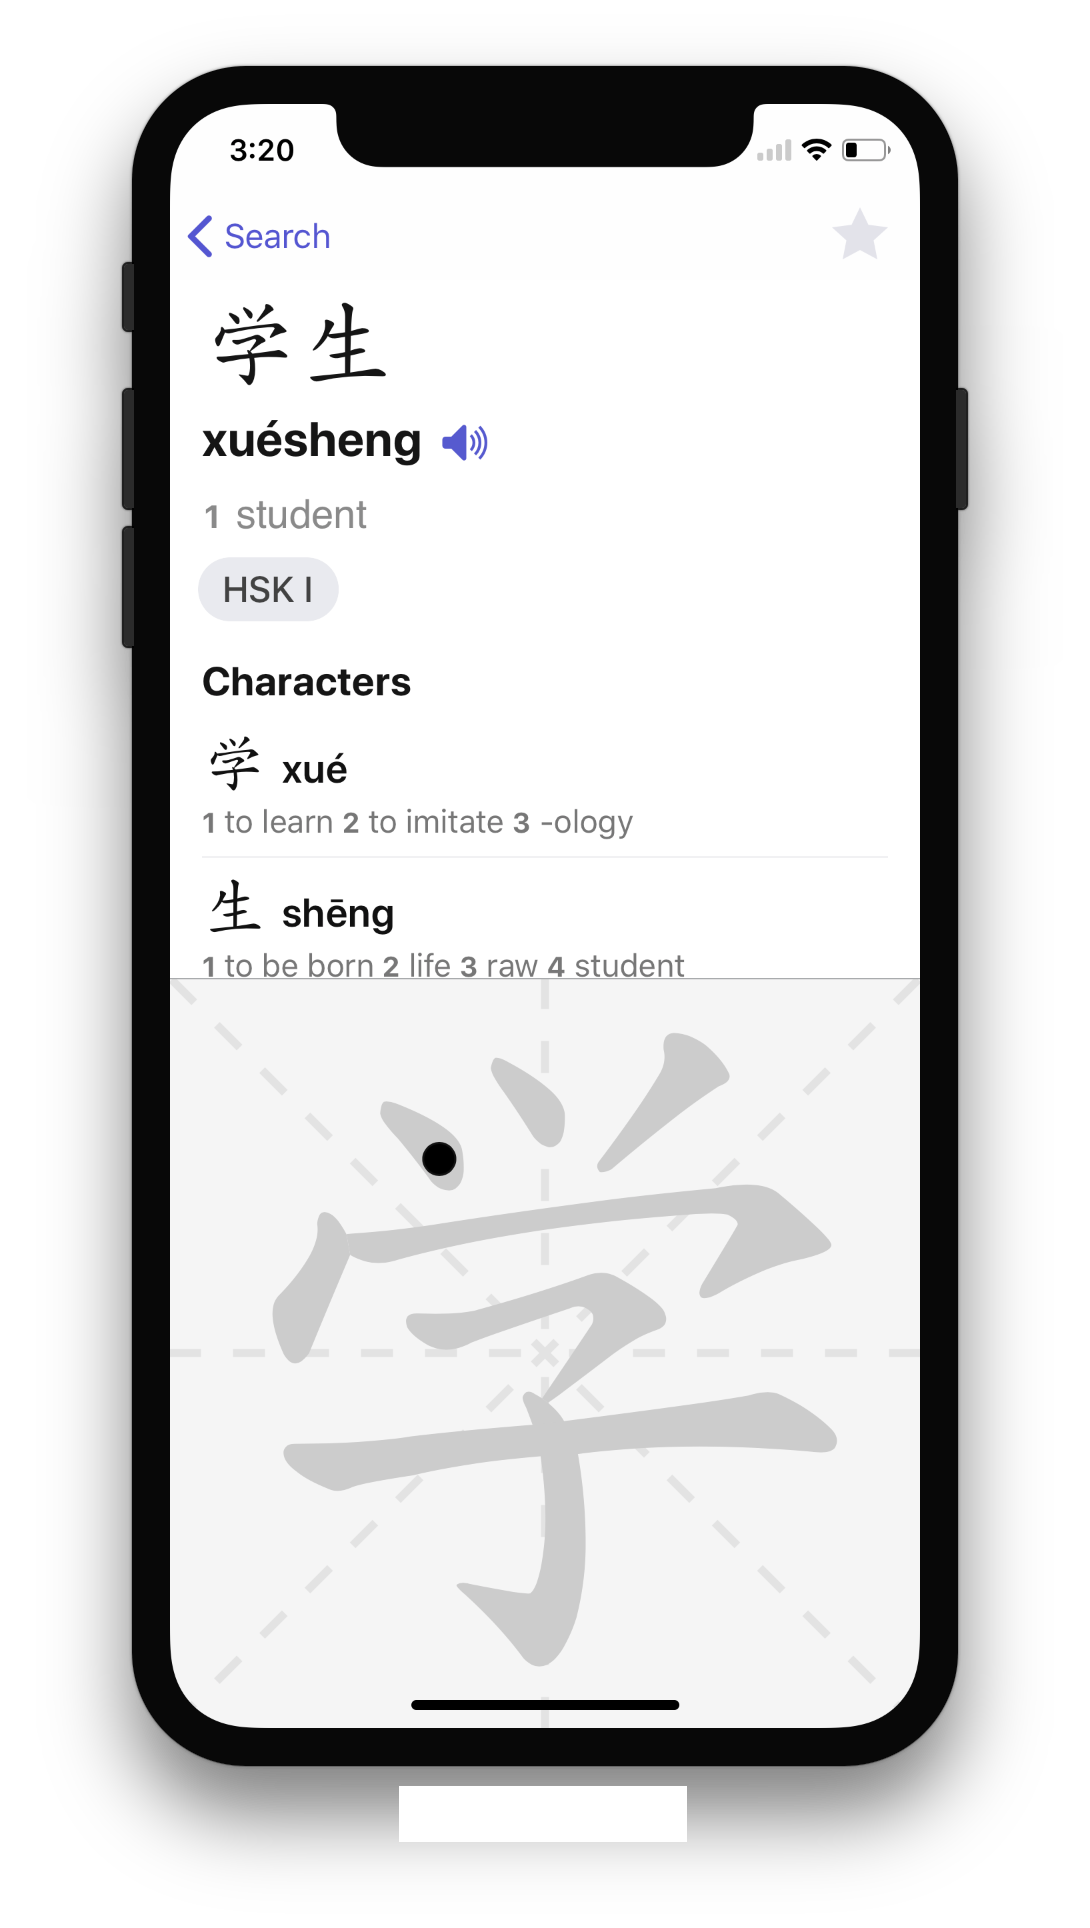 3:20
Search
学生
xuésheng
1 student
HSK I
Characters
学 xué
1 to learn 2 to imitate 3 -ology
生 shēng
1 to be born 2 life 3 raw 4 student
学